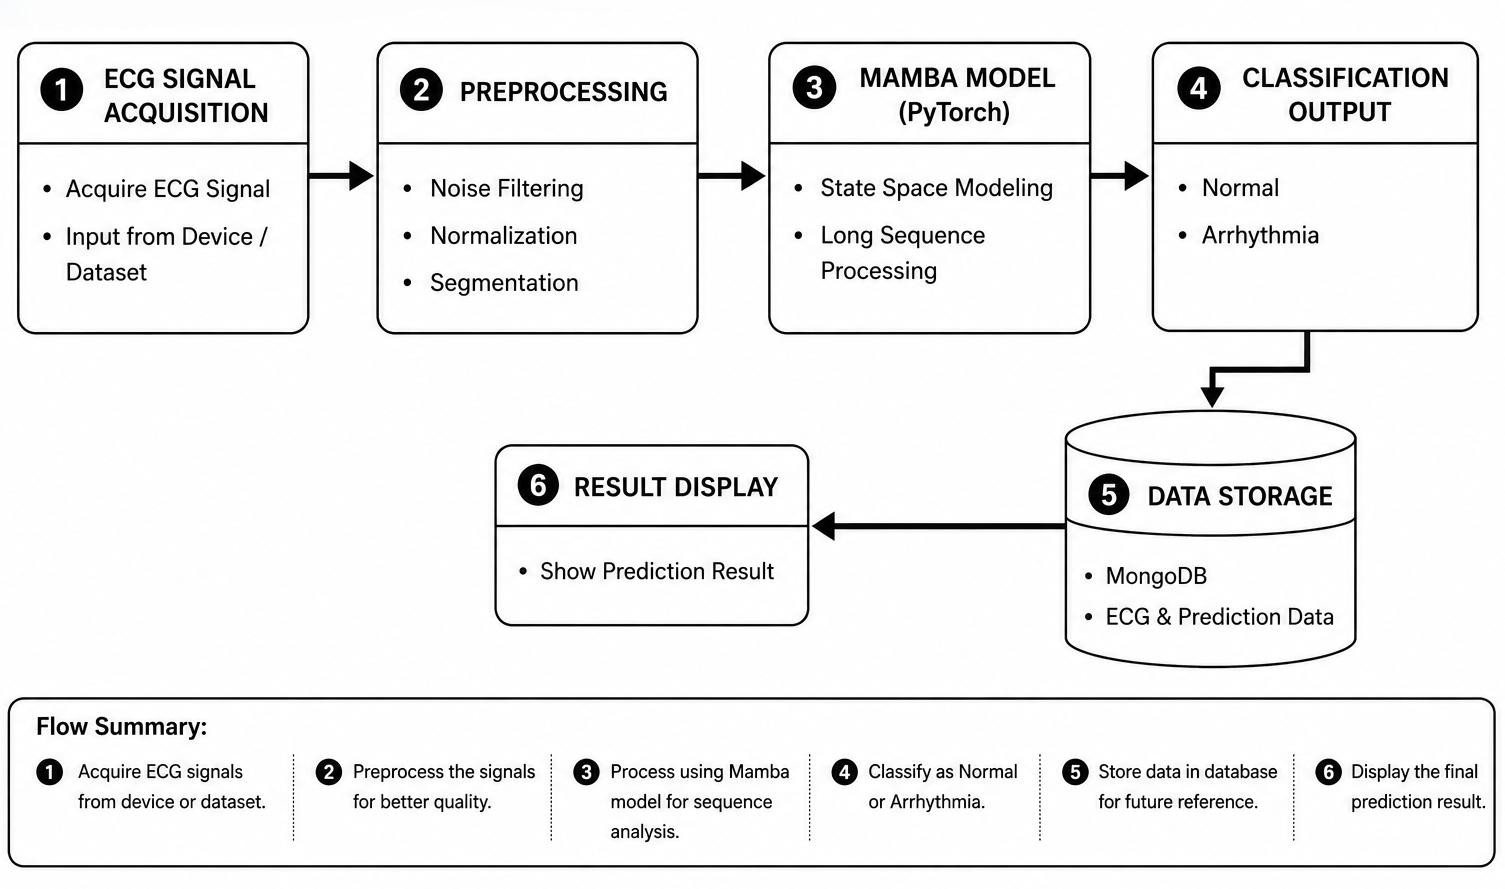 1 ECG SIGNAL
ACQUISITION
• Acquire ECG Signal
• Input from Device /
Dataset
2 PREPROCESSING
• Noise Filtering
• Normalization
• Segmentation
3 MAMBA MODEL
(PyTorch)
• State Space Modeling
• Long Sequence
Processing
4 CLASSIFICATION
OUTPUT
• Normal
• Arrhythmia
5 DATA STORAGE
• MongoDB
• ECG & Prediction Data
6 RESULT DISPLAY
• Show Prediction Result
Flow Summary:
1 Acquire ECG signals
from device or dataset.
2 Preprocess the signals
for better quality.
3 Process using Mamba
model for sequence
analysis.
4 Classify as Normal
or Arrhythmia.
5 Store data in database
for future reference.
6 Display the final
prediction result.